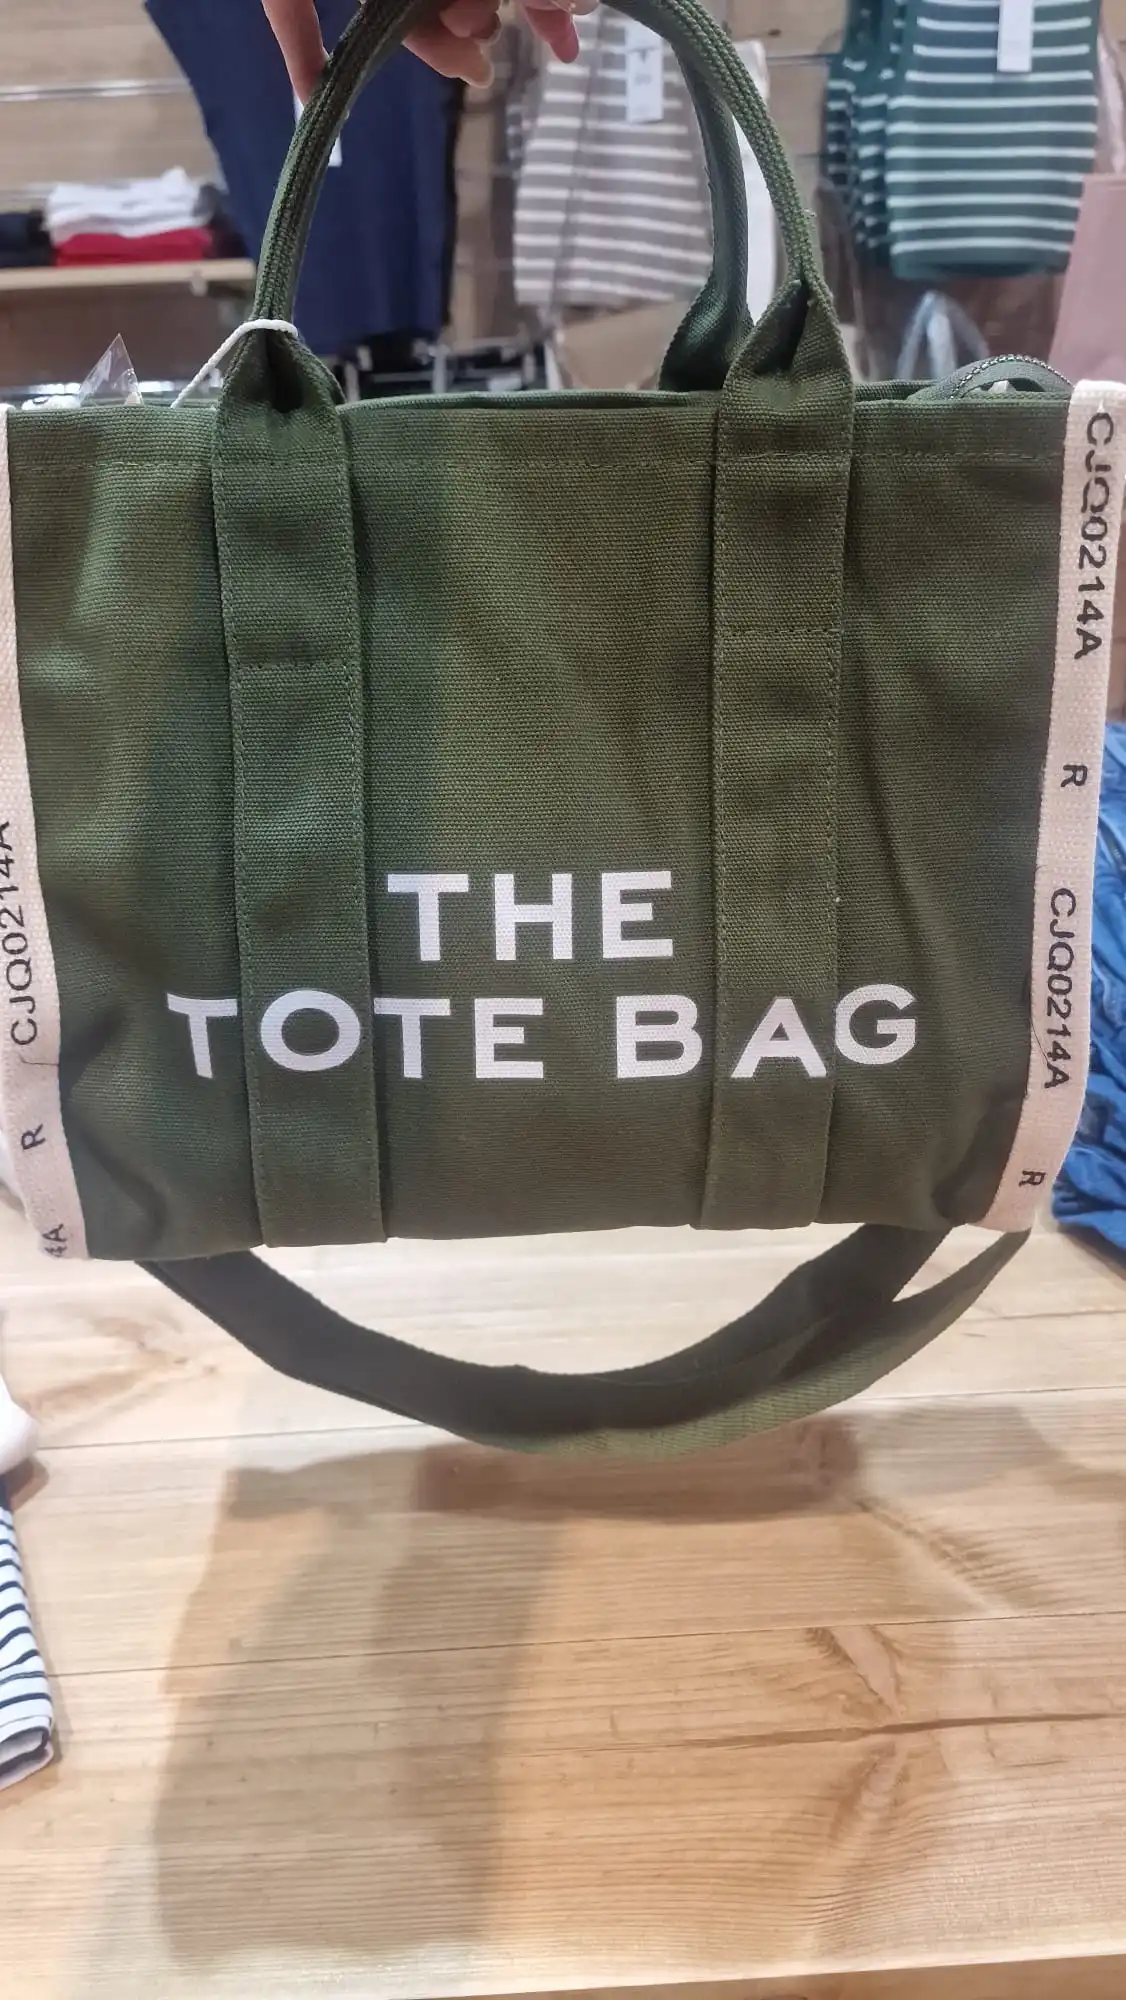 THE
TOTE BAG
CJQ0214A R CJQ0214A R
CJQ0214A R